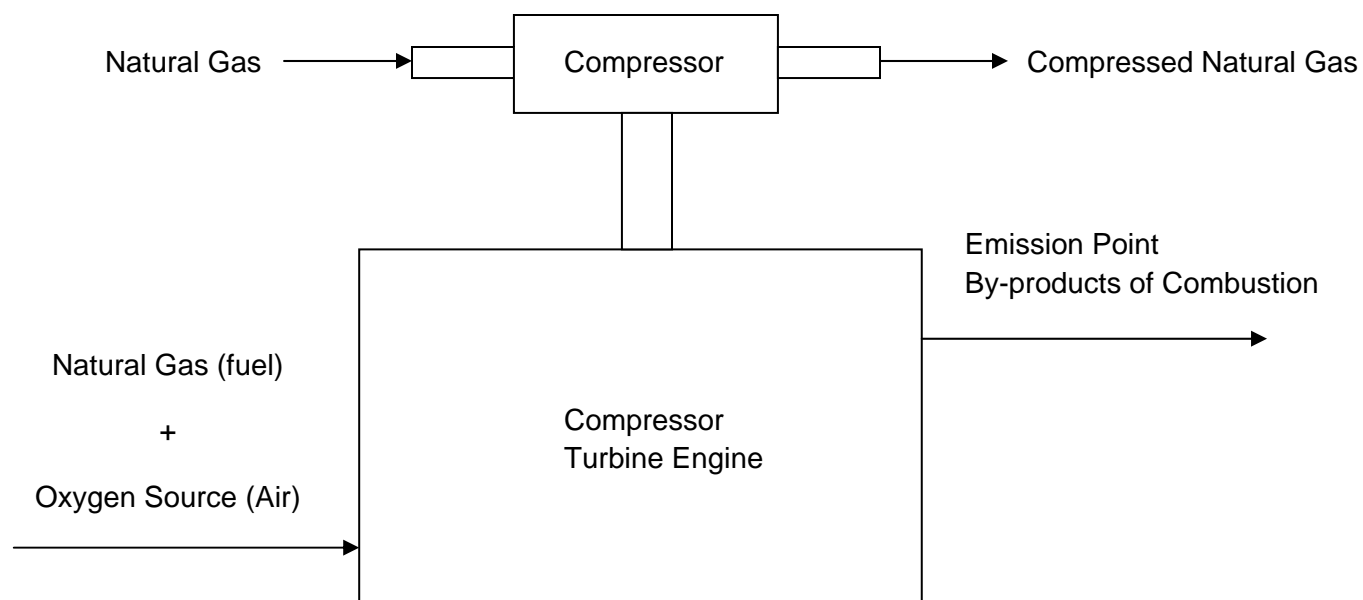 Natural Gas
Compressor
Compressed Natural Gas
Emission Point
By-products of Combustion
Natural Gas (fuel)
+
Oxygen Source (Air)
Compressor
Turbine Engine